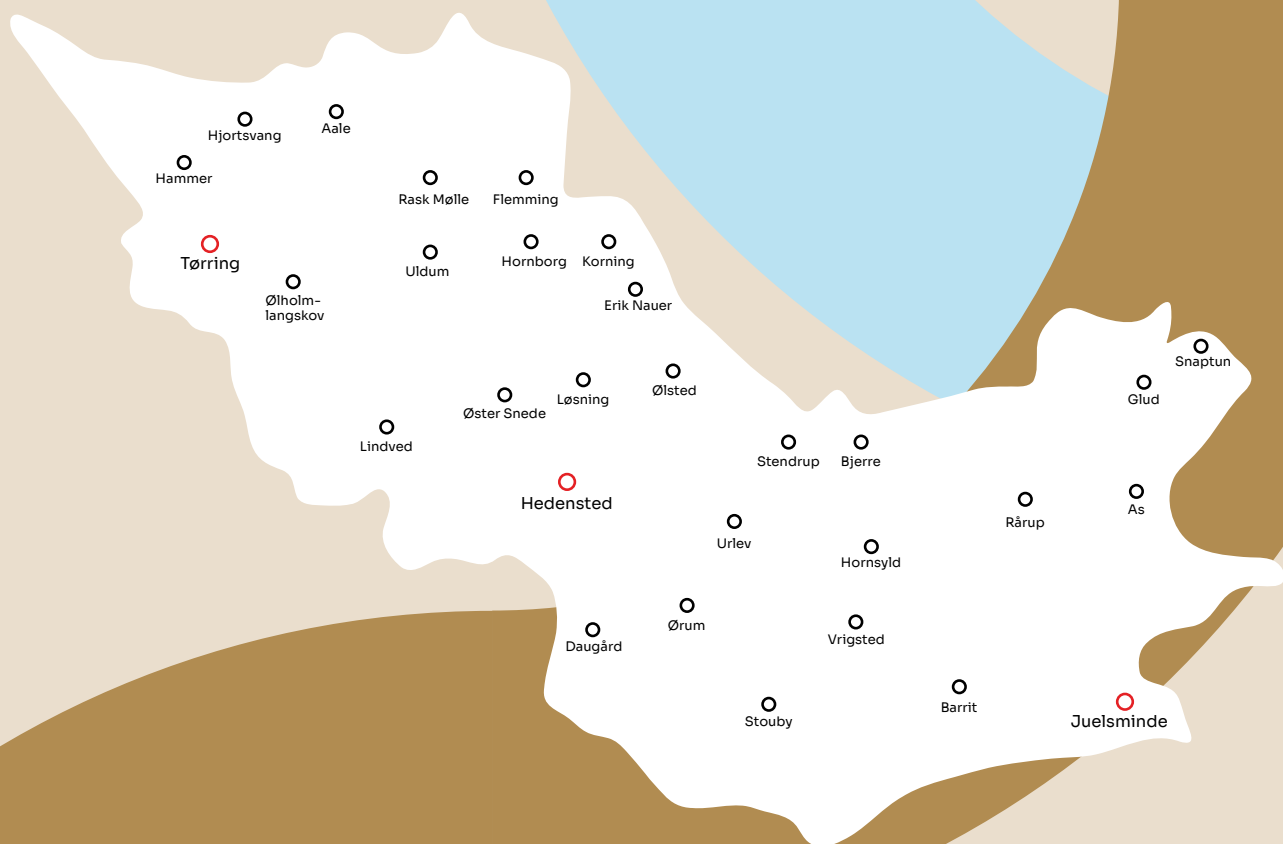 Aale
Hjortsvang
Hammer
Rask Mølle
Flemming
Tørring
Uldum
Hornborg
Korning
Ølholm-
langskov
Erik Nauer
Snaptun
Ølsted
Løsning
Glud
Øster Snede
Lindved
Stendrup
Bjerre
Hedensted
As
Rårup
Urlev
Hornsyld
Ørum
Vrigsted
Daugård
Barrit
Stouby
Juelsminde